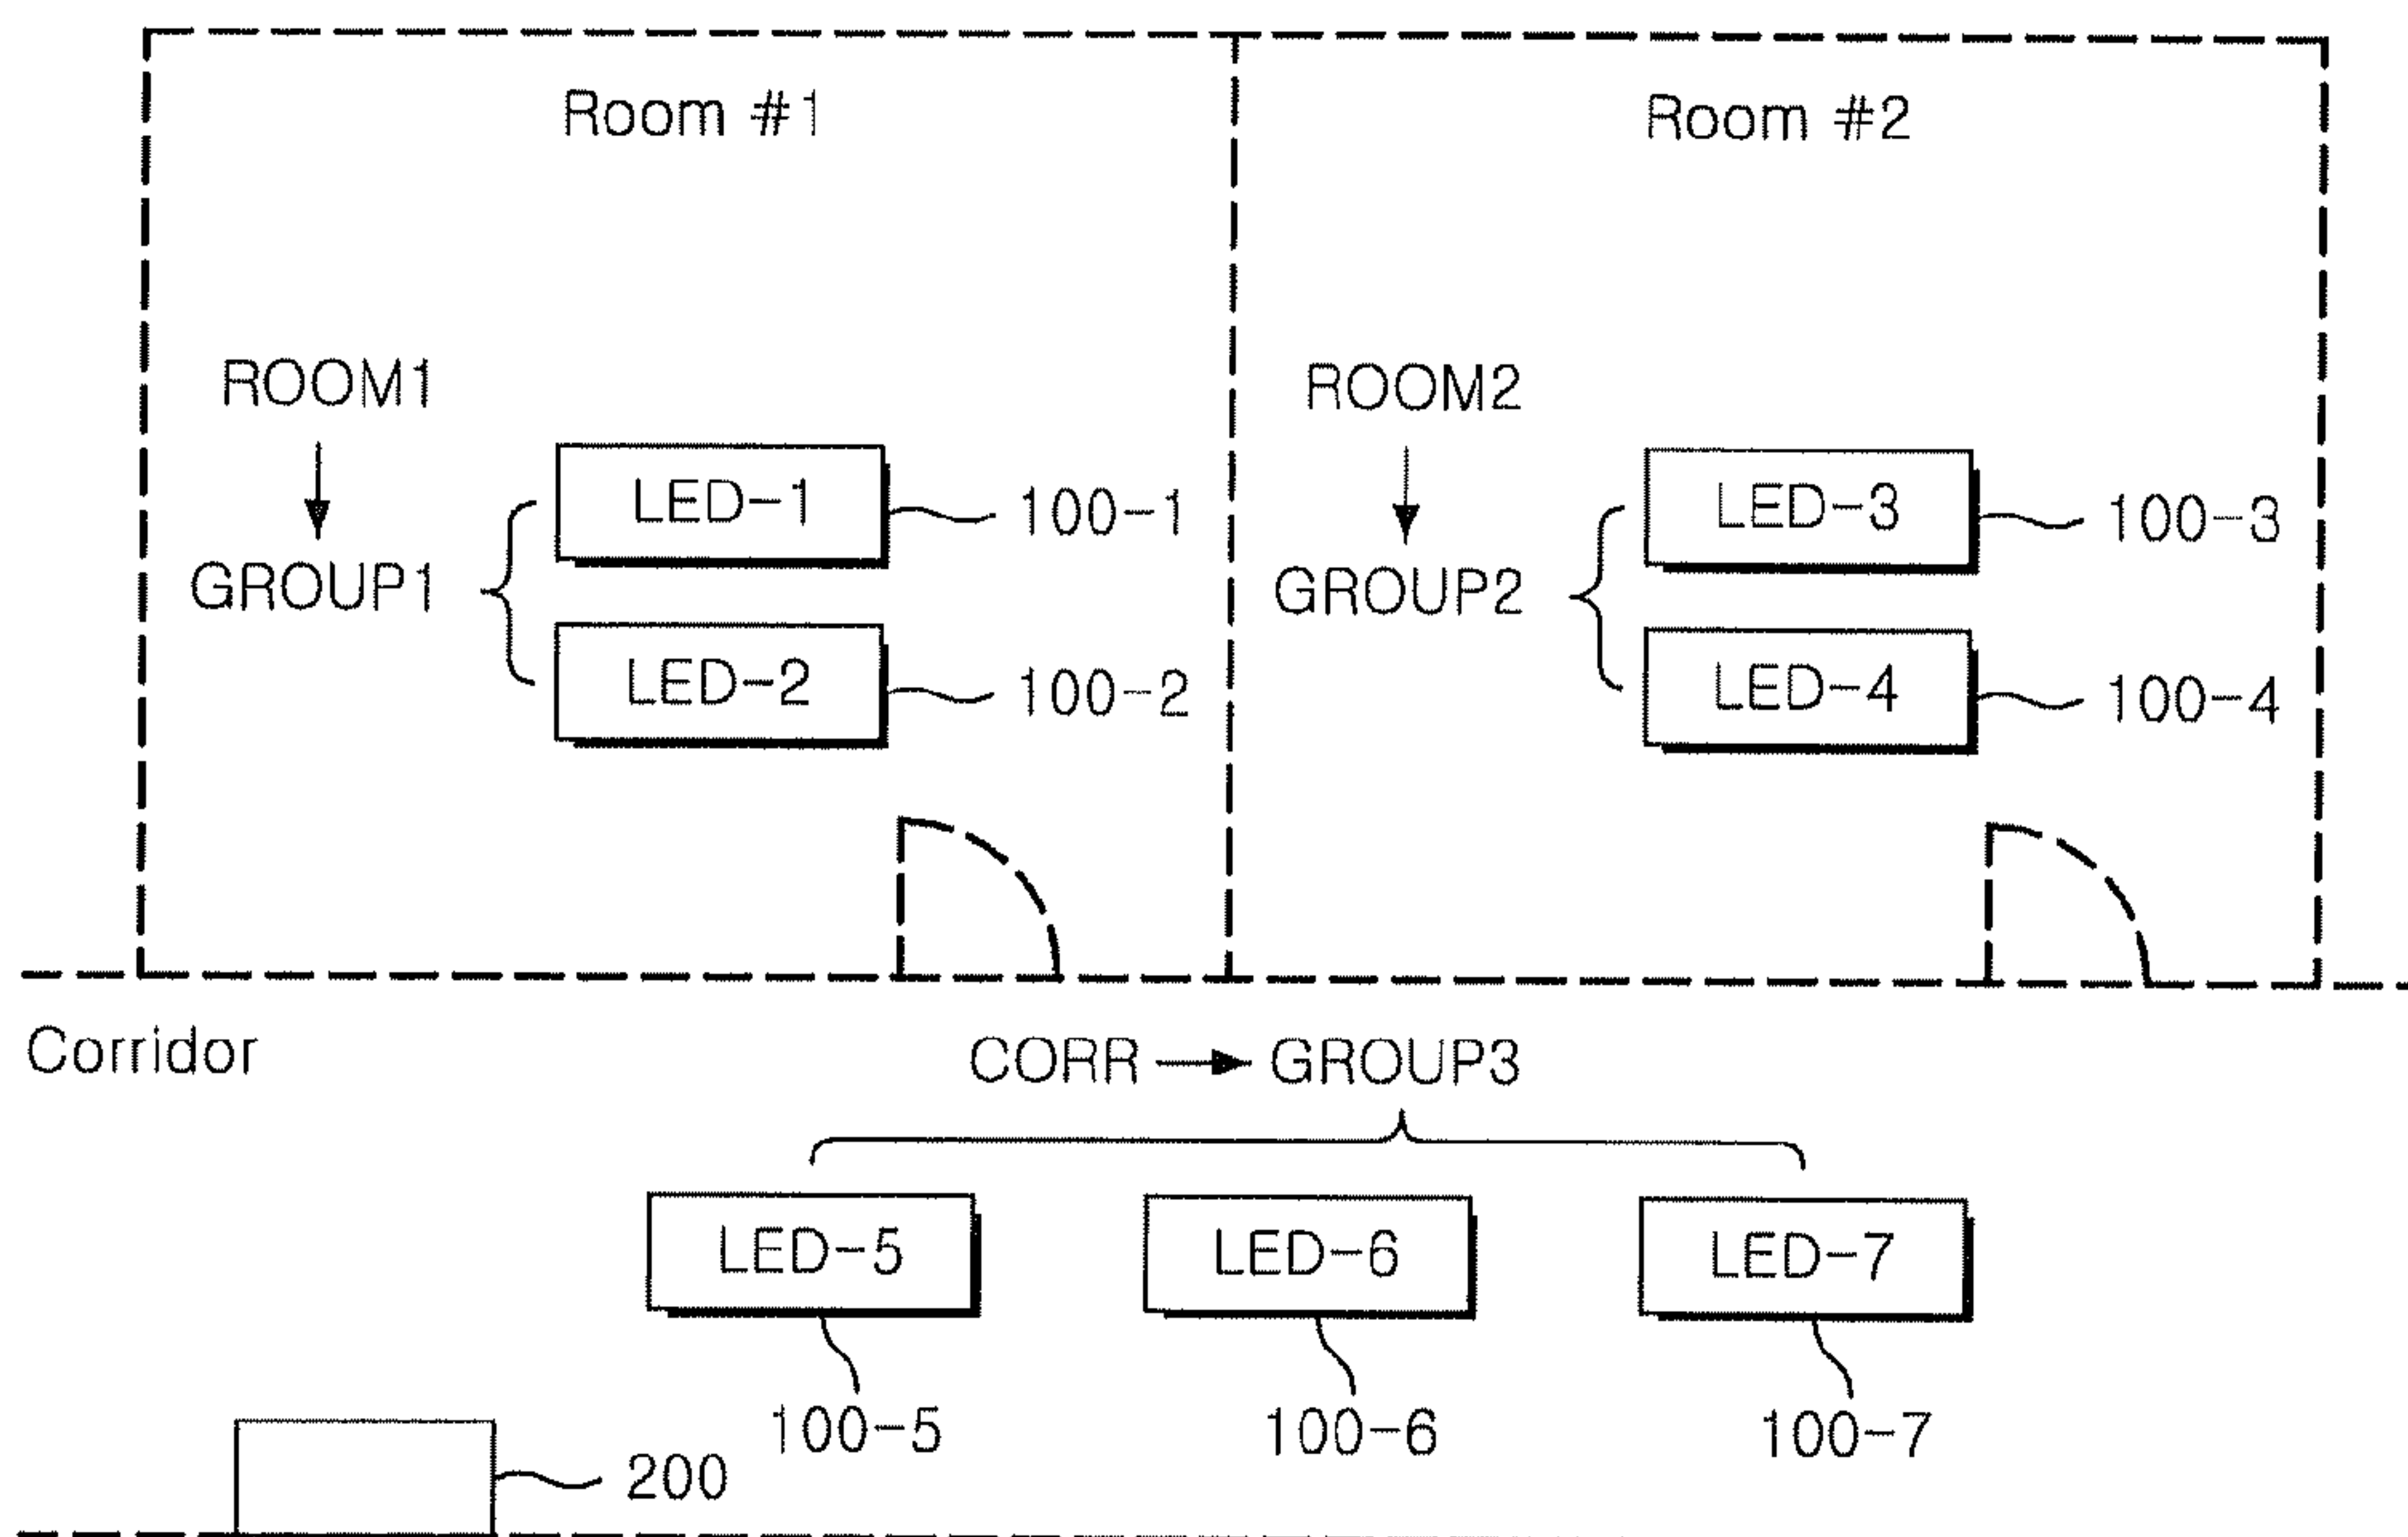 Room #1
Room #2
ROOM1
GROUP1
LED-1
100-1
LED-2
100-2
ROOM2
GROUP2
LED-3
100-3
LED-4
100-4
Corridor
CORR
GROUP3
LED-5
LED-6
LED-7
100-5
100-6
100-7
200